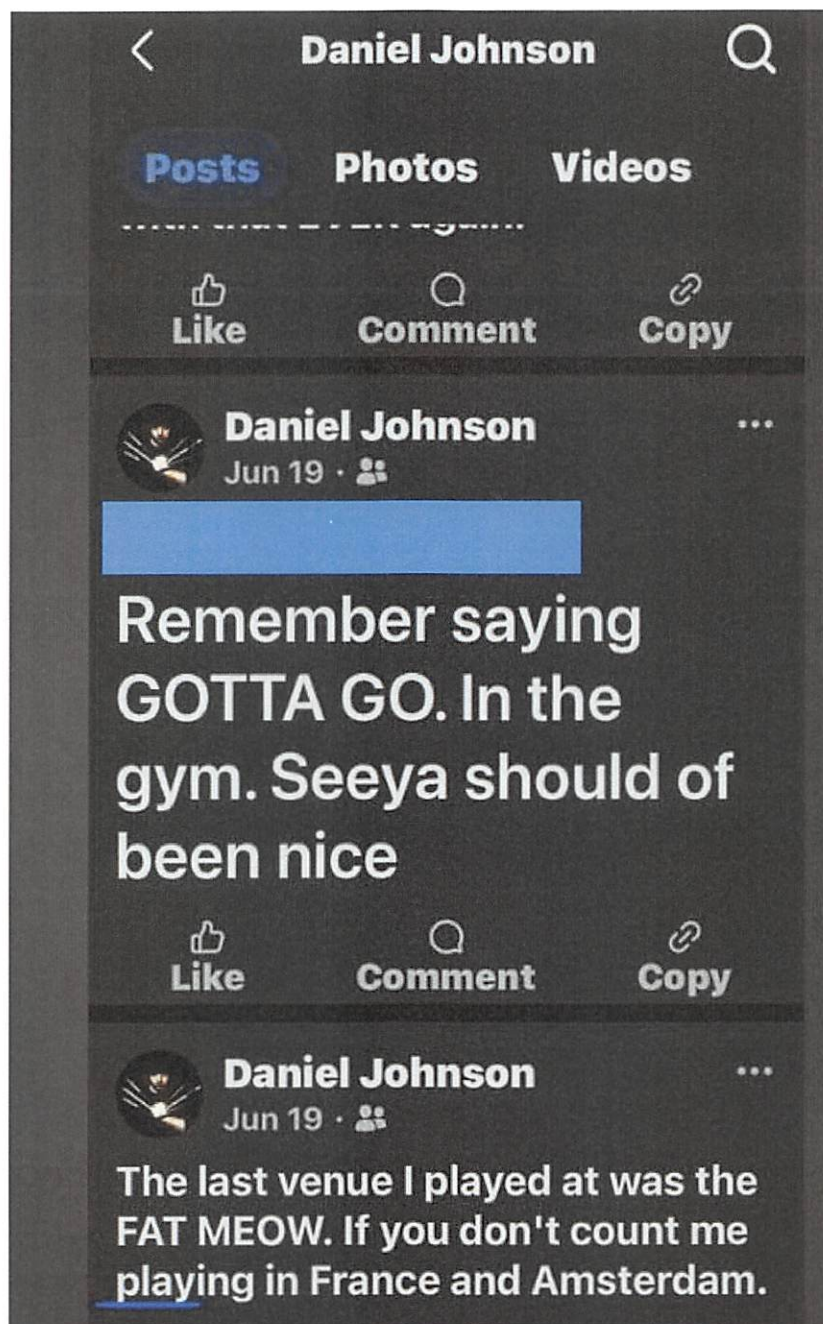 Daniel Johnson
Posts Photos Videos
again.
Like Comment Copy
Daniel Johnson
Jun 19 ·
Remember saying
GOTTA GO. In the
gym. Seeya should of
been nice
Like Comment Copy
Daniel Johnson
Jun 19 ·
The last venue I played at was the
FAT MEOW. If you don't count me
playing in France and Amsterdam.